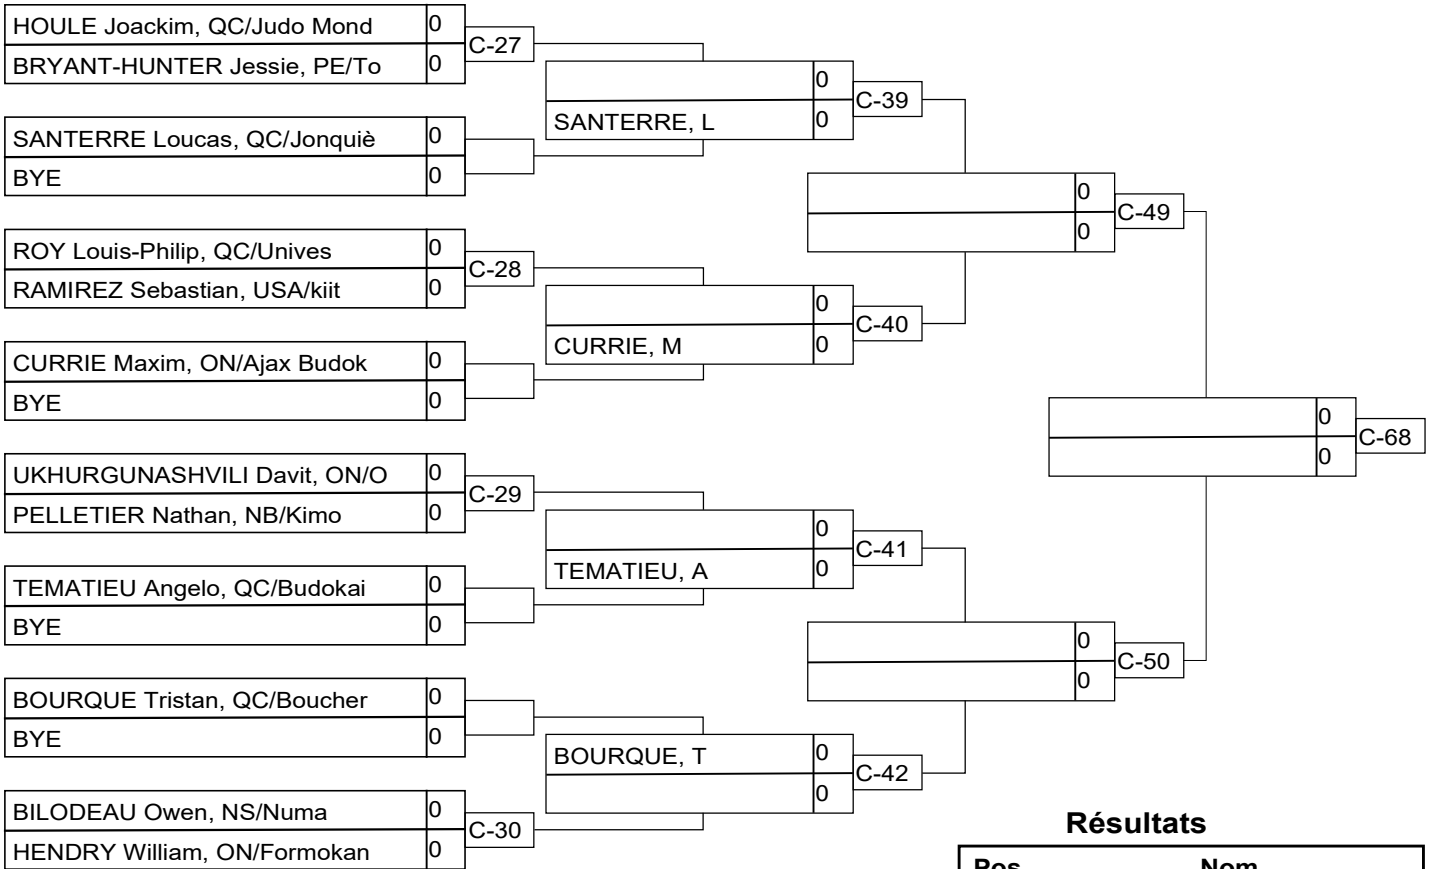 HOULE Joackim, QC/Judo Mond 0
C-27
BRYANT-HUNTER Jessie, PE/To 0
0
C-39
SANTERRE, L 0
SANTERRE Loucas, QC/Jonquiè 0
BYE 0
0
C-49
0
ROY Louis-Philip, QC/Unives 0
C-28
RAMIREZ Sebastian, USA/kiit 0
0
C-40
CURRIE, M 0
CURRIE Maxim, ON/Ajax Budok 0
BYE 0
0
C-68
0
UKHURGUNASHVILI Davit, ON/O 0
C-29
PELLETIER Nathan, NB/Kimo 0
0
C-41
TEMATIEU, A 0
TEMATIEU Angelo, QC/Budokai 0
BYE 0
0
C-50
0
BOURQUE Tristan, QC/Boucher 0
BYE 0
BOURQUE, T 0
C-42
0
BILODEAU Owen, NS/Numa 0
C-30
HENDRY William, ON/Formokan 0
Résultats
Pos Nom